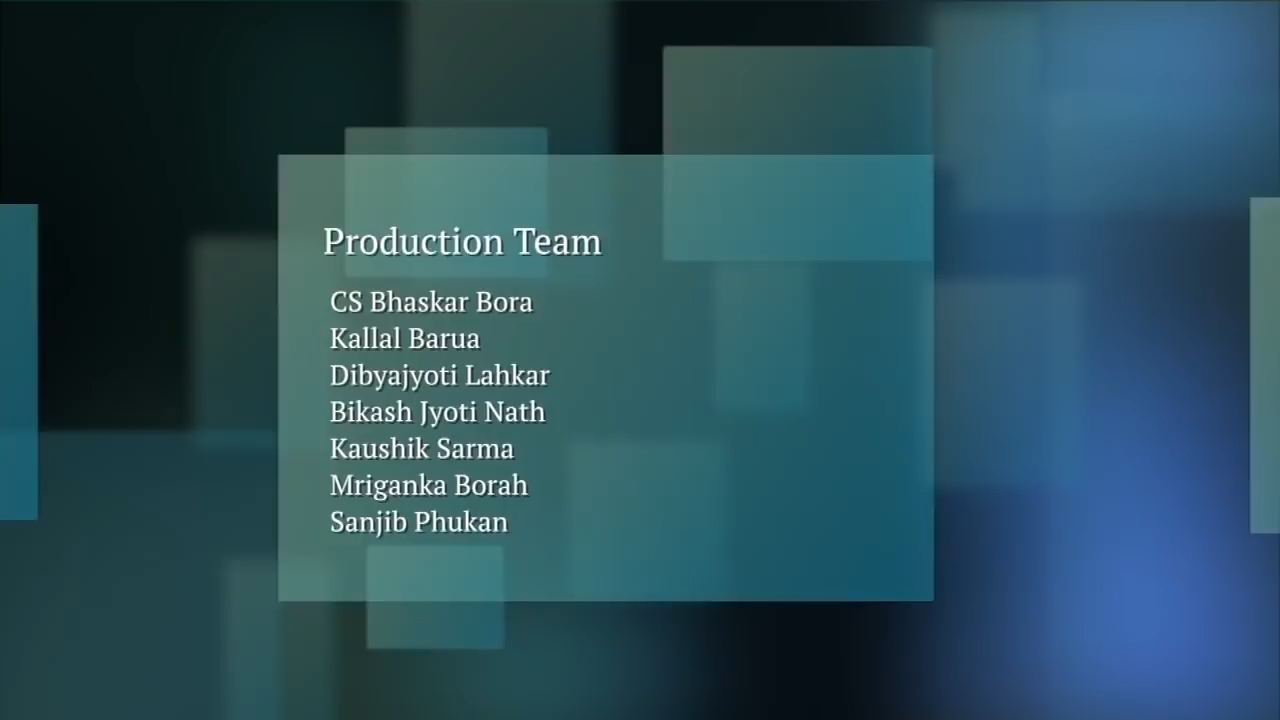 Production Team
CS Bhaskar Bora
Kallal Barua
Dibyajyoti Lahkar
Bikash Jyoti Nath
Kaushik Sarma
Mriganka Borah
Sanjib Phukan